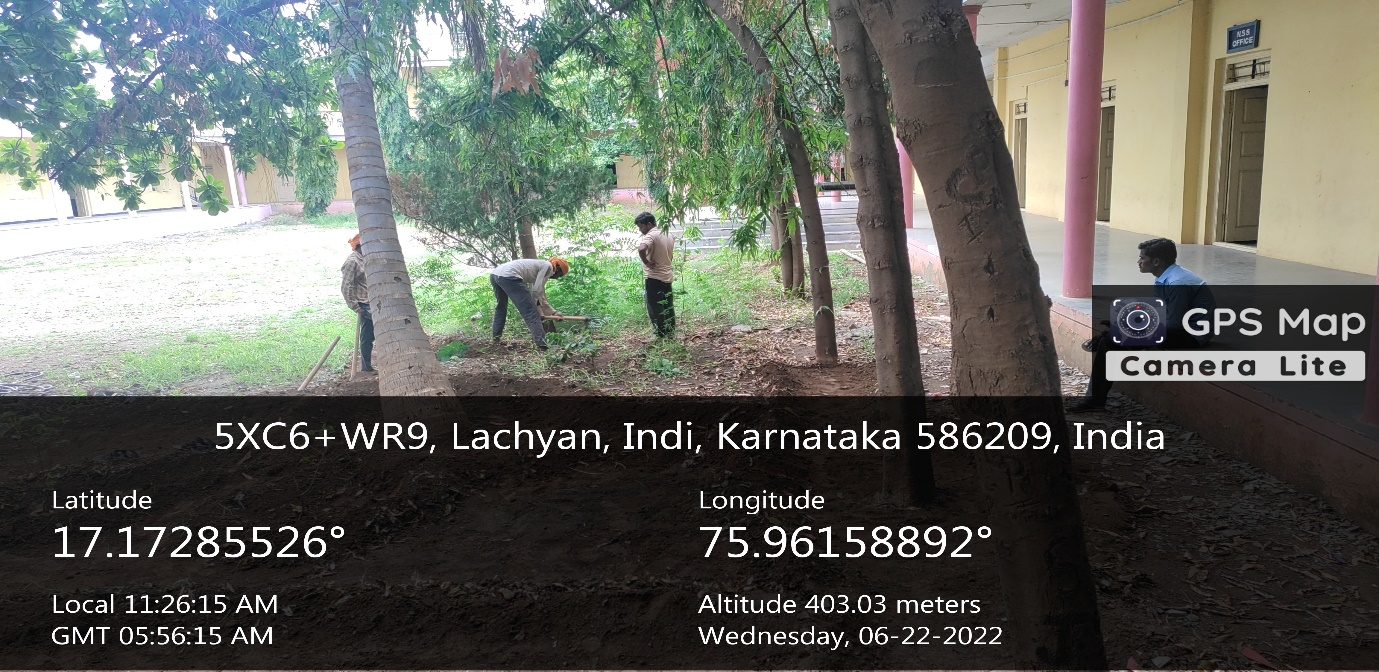 N.S.S
OFFICE
GPS Map
Camera Lite
5XC6+WR9, Lachyan, Indi, Karnataka 586209, India
Latitude
17.17285526°
Longitude
75.96158892°
Local 11:26:15 AM
GMT 05:56:15 AM
Altitude 403.03 meters
Wednesday, 06-22-2022